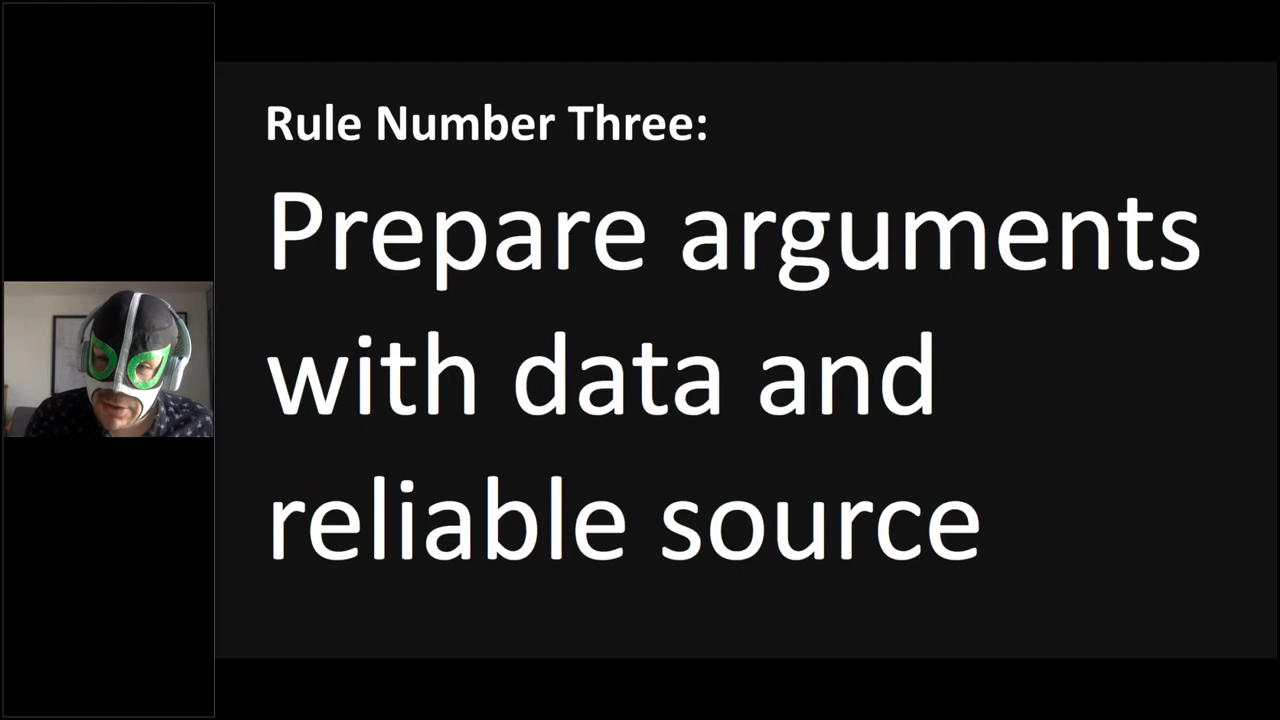 Rule Number Three:
Prepare arguments
with data and
reliable source